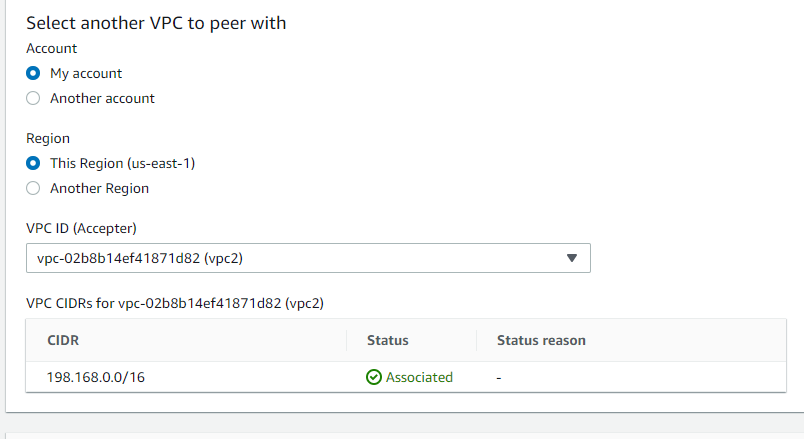 Select another VPC to peer with
Account
My account
Another account
Region
This Region (us-east-1)
Another Region
VPC ID (Accepter)
vpc-02b8b14ef41871d82 (vpc2)
VPC CIDRs for vpc-02b8b14ef41871d82 (vpc2)
CIDR Status Status reason
198.168.0.0/16 Associated -